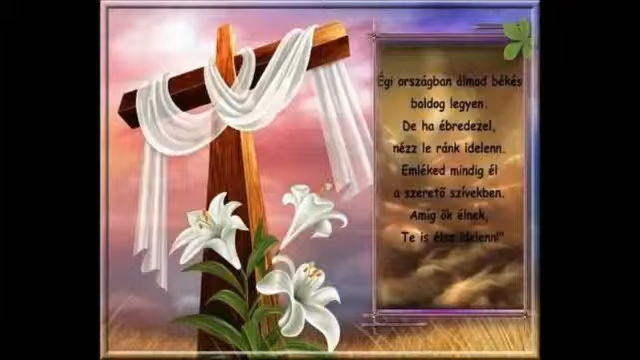 Égi országban álmod békés
boldog legyen.
De ha ébredezel,
nézz le ránk idelenn.
Emléked mindig él
a szerető szívekben.
Amíg ők élnek,
Te is élsz idelenn!"